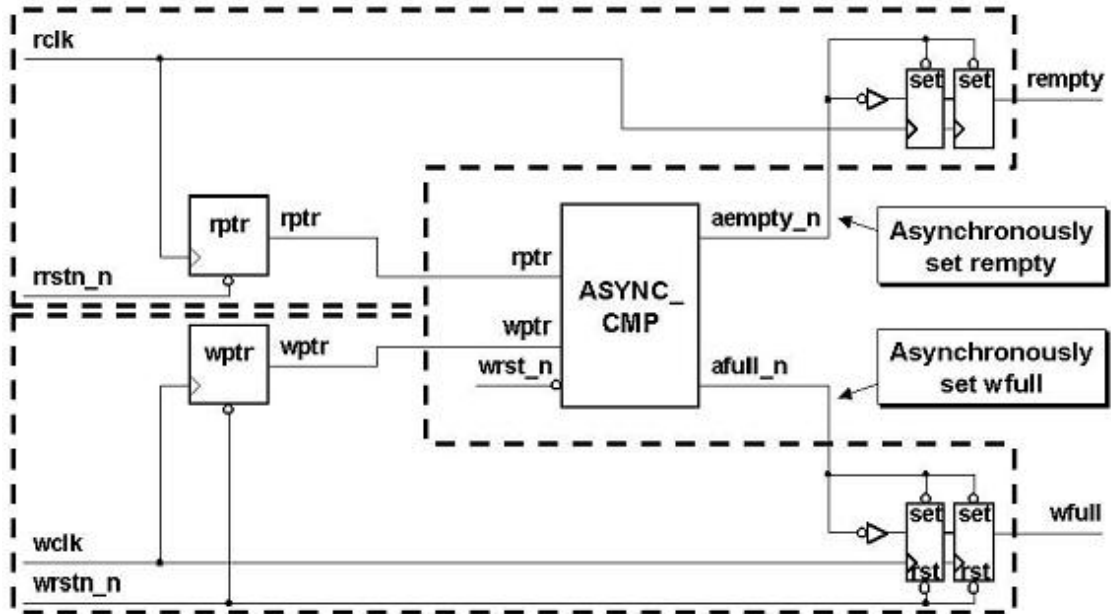 rclk
set
set
rempty
rptr
rptr
aempty_n
Asynchronously
set rempty
rrstn_n
rptr
ASYNC_
CMP
wptr
wptr
wptr
wrst_n
afull_n
Asynchronously
set wfull
set
set
wfull
wclk
rst
rst
wrstn_n